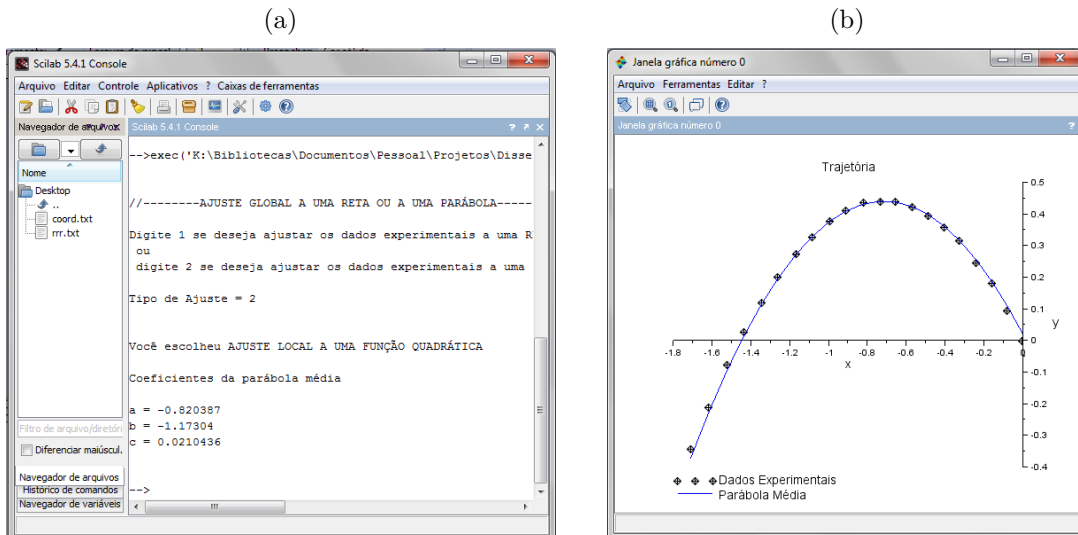 (a)
Scilab 5.4.1 Console
Arquivo Editar Controle Aplicativos ? Caixas de ferramentas
Navegador de
Scilab 5.4.1 Console
Nome
Desktop
..
coord.txt
rrr.txt
Filtro de arquivo/diretóri
Diferenciar maiúscul.
Navegador de arquivos
Histórico de comandos
Navegador de variáveis
-->exec('K:\Bibliotecas\Documentos\Pessoal\Projetos\Disse
//--------AJUSTE GLOBAL A UMA RETA OU A UMA PARÁBOLA-----
Digite 1 se deseja ajustar os dados experimentais a uma R
ou
digite 2 se deseja ajustar os dados experimentais a uma
Tipo de Ajuste = 2
Você escolheu AJUSTE LOCAL A UMA FUNÇÃO QUADRÁTICA
Coeficientes da parábola média
a = -0.820387
b = -1.17304
c = 0.0210436
-->
(b)
Janela gráfica número 0
Arquivo Ferramentas Editar ?
Janela gráfica número 0
?
Trajetória
0.5
0.4
0.3
0.2
0.1
0
-0.1
-0.2
-0.3
-0.4
y
-1.8 -1.6 -1.4 -1.2 -1 -0.8 -0.6 -0.4 -0.2 0
x
Dados Experimentais
Parábola Média